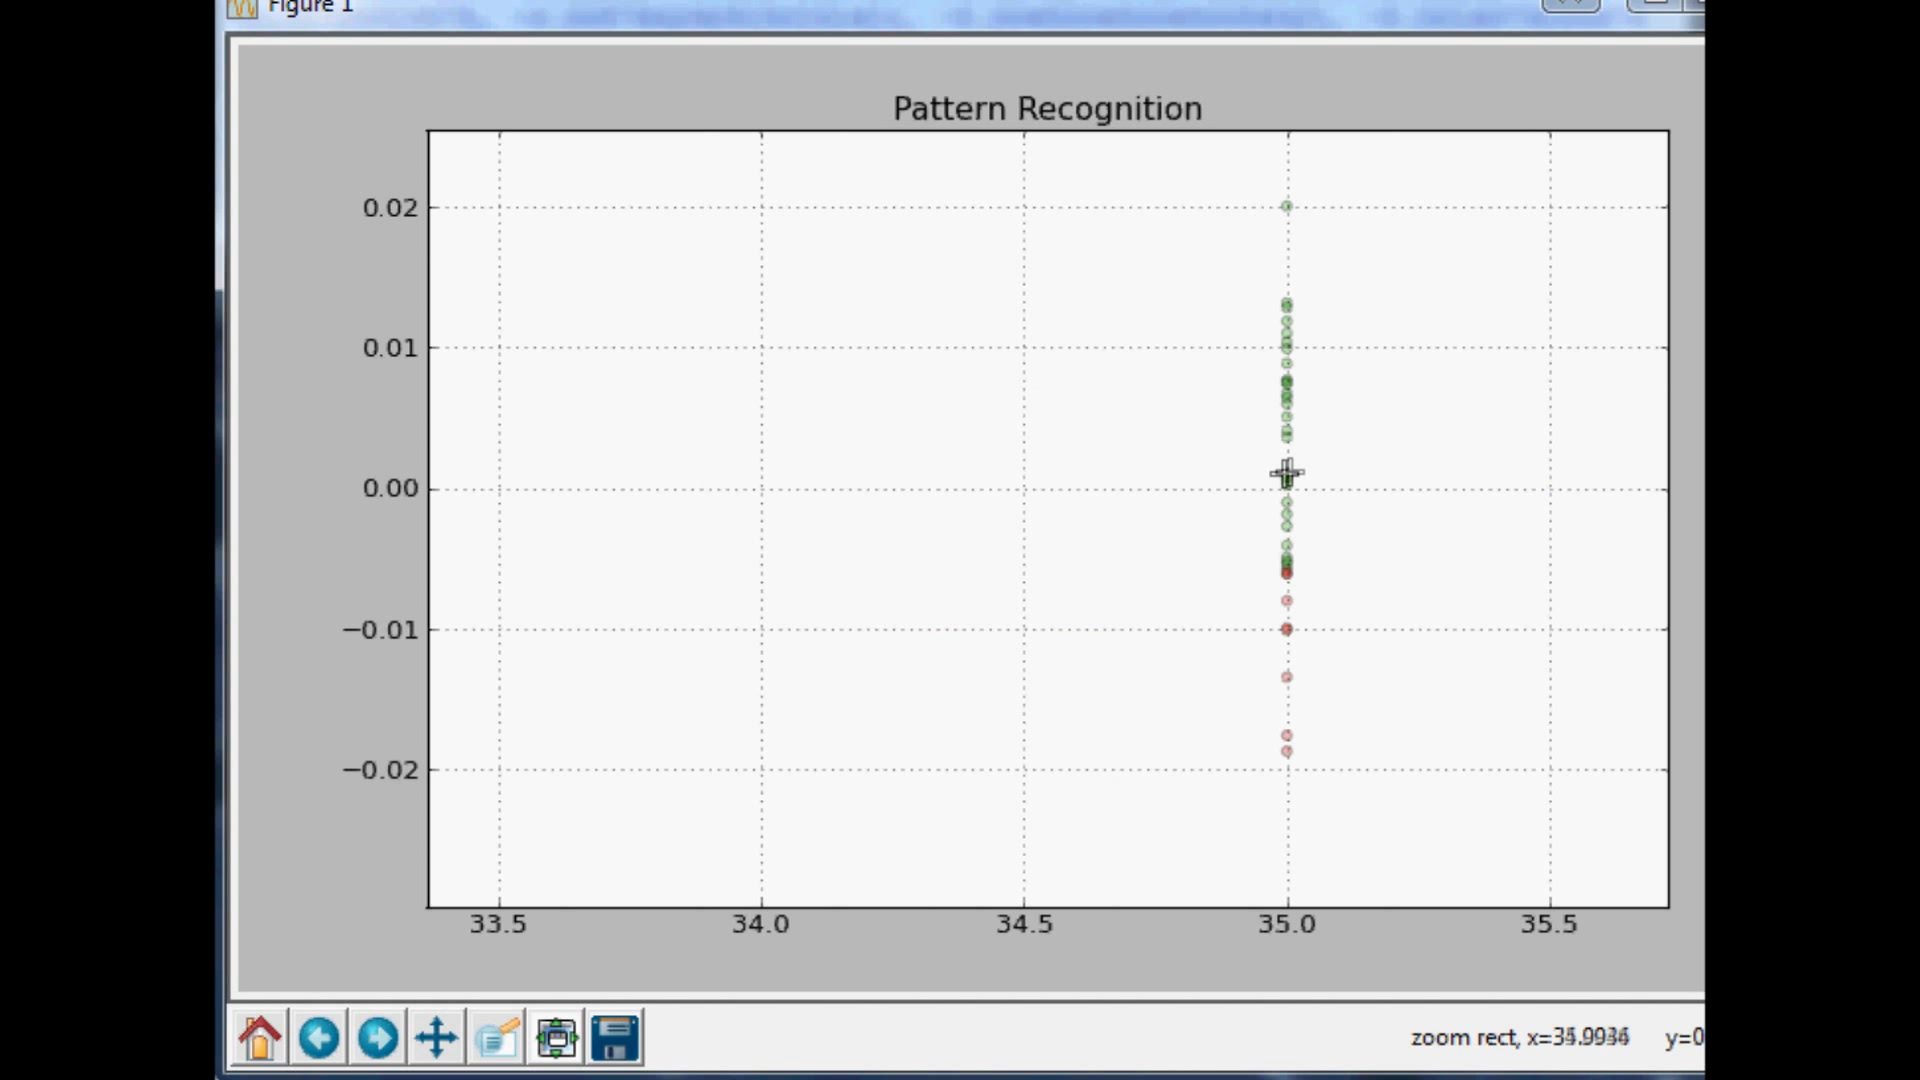 Figure 1
Pattern Recognition
0.02
0.01
0.00
−0.01
−0.02
33.5 34.0 34.5 35.0 35.5
zoom rect, y=0